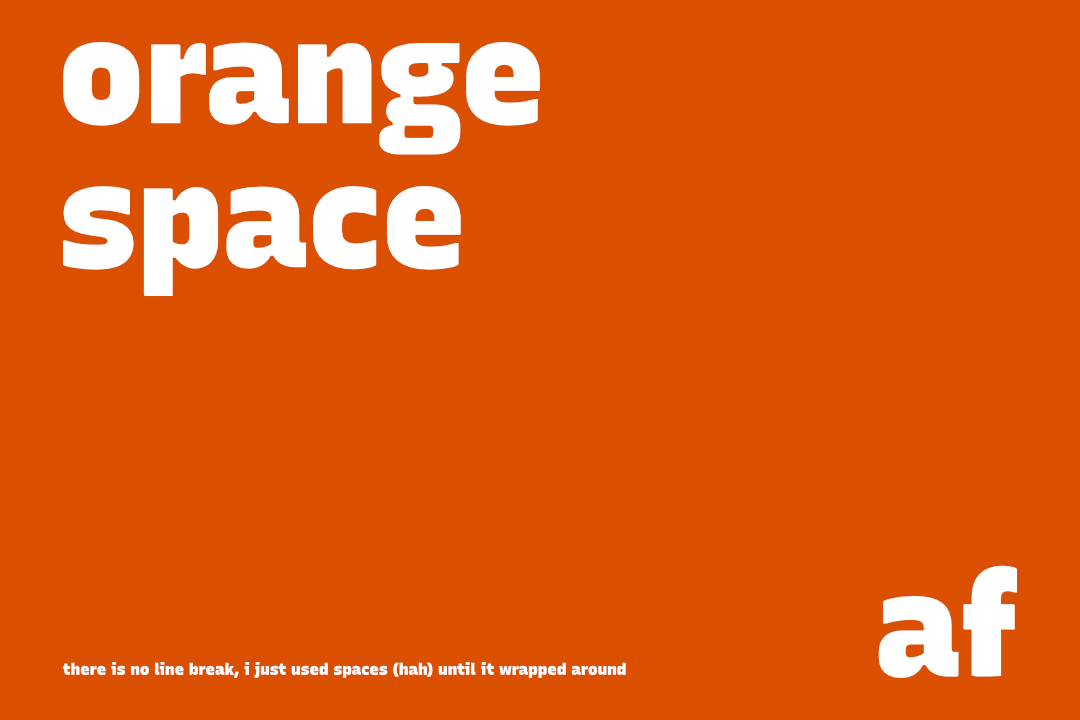 orange
space
af
there is no line break, i just used spaces (hah) until it wrapped around